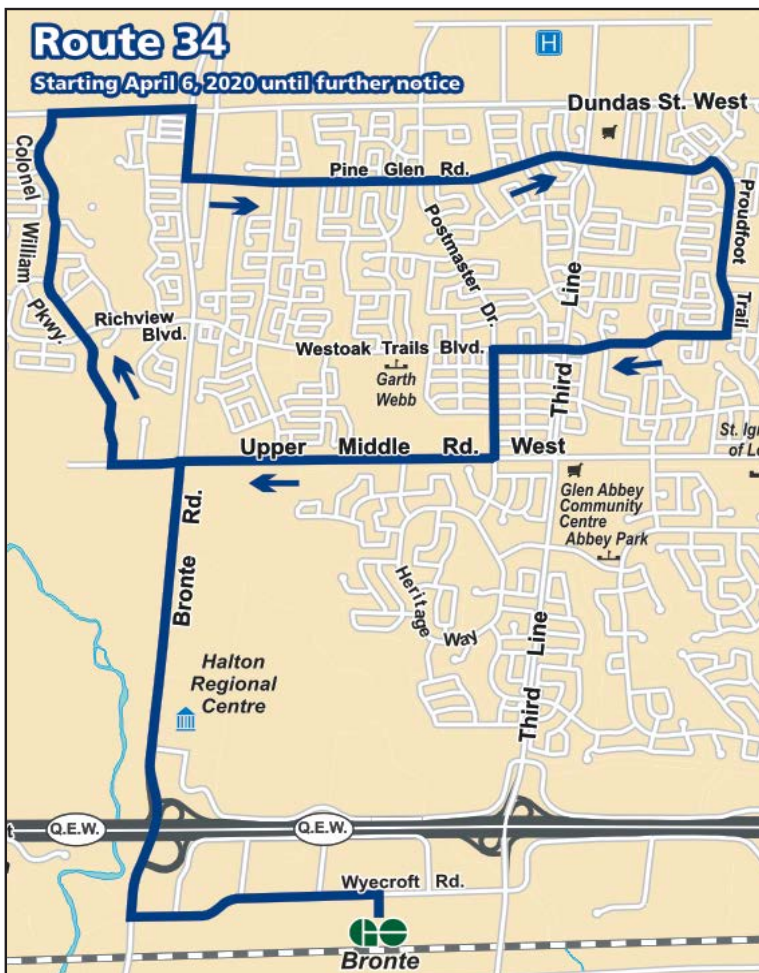 Route 34
Starting April 6, 2020 until further notice
H
Dundas St. West
Colonel William Pkwy.
Pine Glen Rd.
Postmaster Dr.
Proudfoot Trail
Richview
Blvd.
Westoak Trails Blvd.
Third Line
Garth
Webb
Upper Middle Rd. West
St. Ign
of Lo
Glen Abbey
Community
Centre
Abbey Park
Bronte Rd.
Heritage Way
Third Line
Halton
Regional
Centre
Q.E.W.
Q.E.W.
Wyecroft Rd.
GO
Bronte